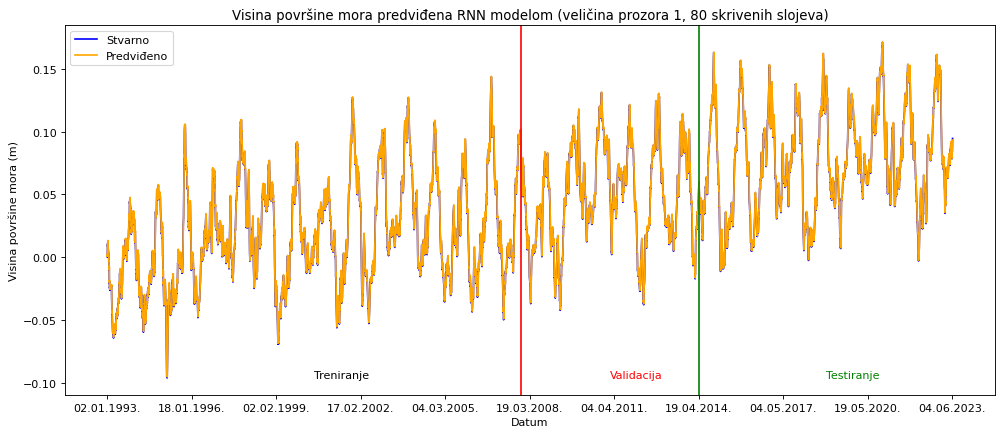 Visina površine mora predviđena RNN modelom (veličina prozora 1, 80 skrivenih slojeva)
Stvarno
Predviđeno
Visina površine mora (m)
0.15
0.10
0.05
0.00
−0.05
−0.10
Treniranje
Validacija
Testiranje
02.01.1993.
18.01.1996.
02.02.1999.
17.02.2002.
04.03.2005.
19.03.2008.
04.04.2011.
19.04.2014.
04.05.2017.
19.05.2020.
04.06.2023.
Datum